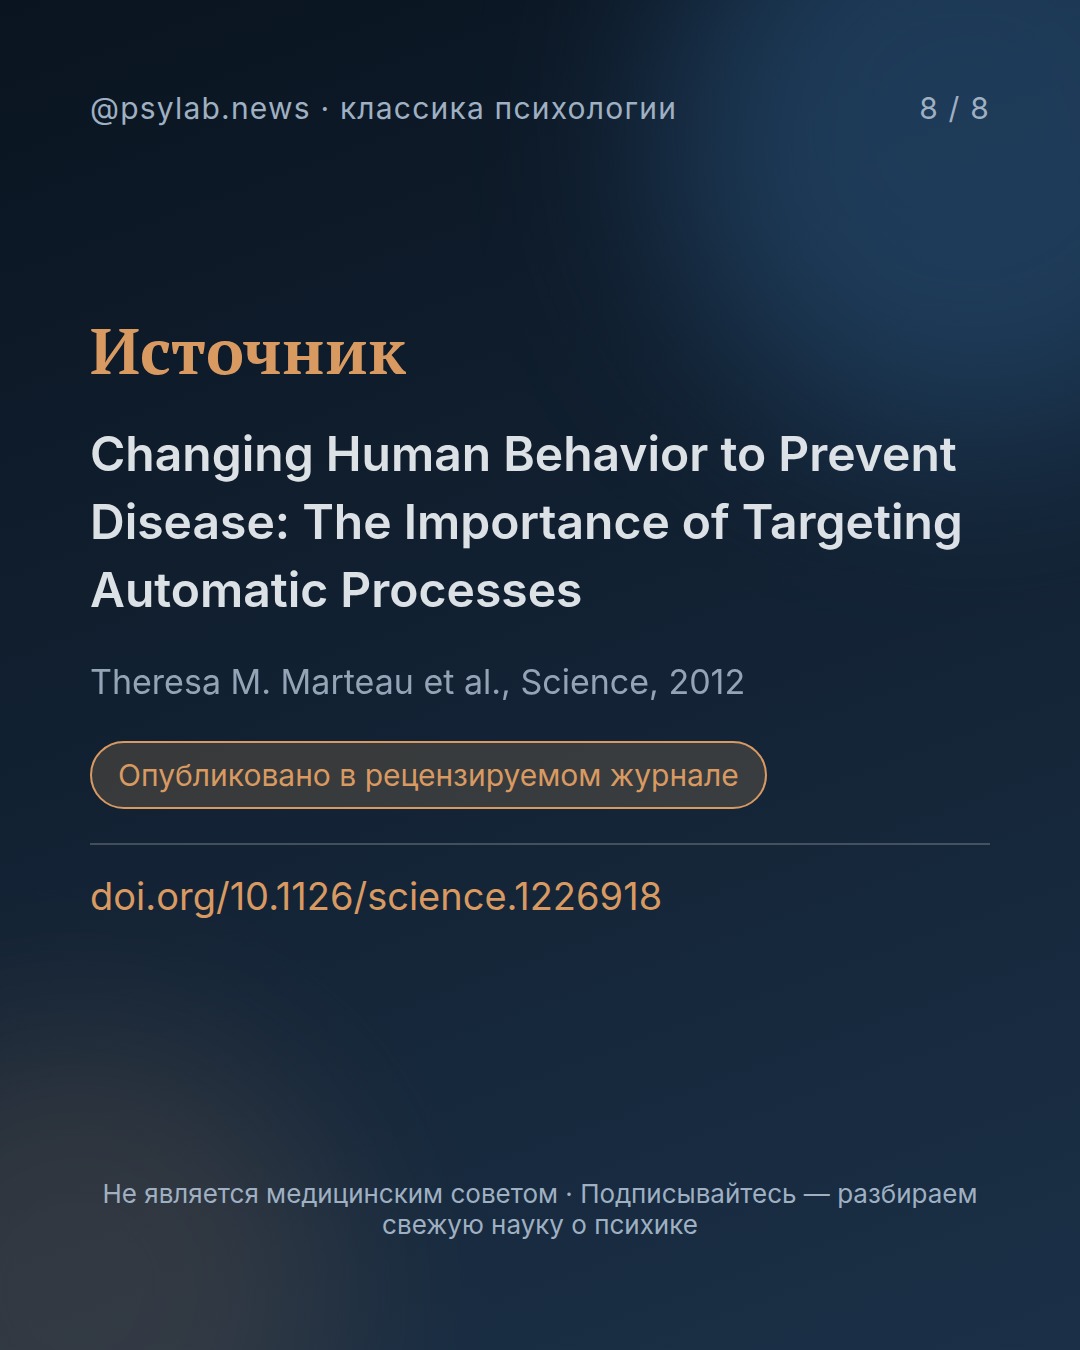 @psylab.news · классика психологии
8 / 8
Источник
Changing Human Behavior to Prevent
Disease: The Importance of Targeting
Automatic Processes
Theresa M. Marteau et al., Science, 2012
Опубликовано в рецензируемом журнале
doi.org/10.1126/science.1226918
Не является медицинским советом · Подписывайтесь — разбираем
свежую науку о психике